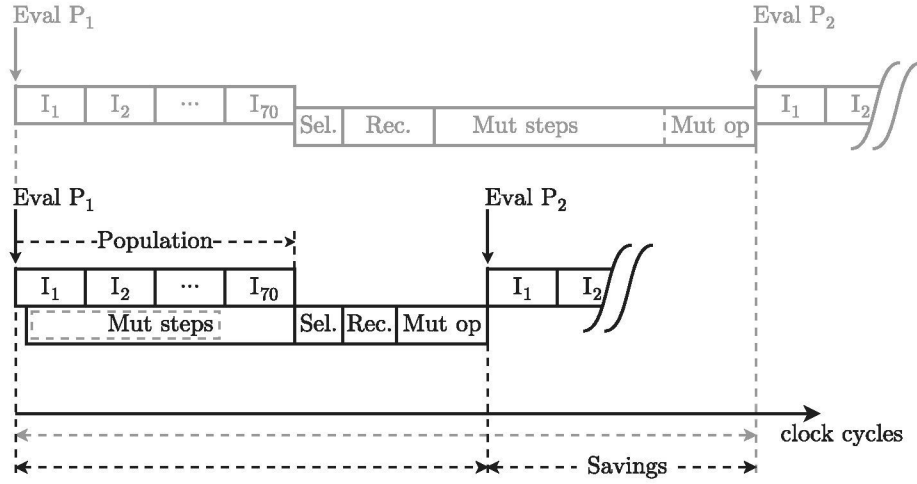 Eval P₁ Eval P₂
I₁ I₂ ... I₇₀ I₁ I₂
Sel. Rec. Mut steps Mut op
Eval P₁ Eval P₂
Population
I₁ I₂ ... I₇₀ I₁ I₂
Mut steps Sel. Rec. Mut op
clock cycles
Savings